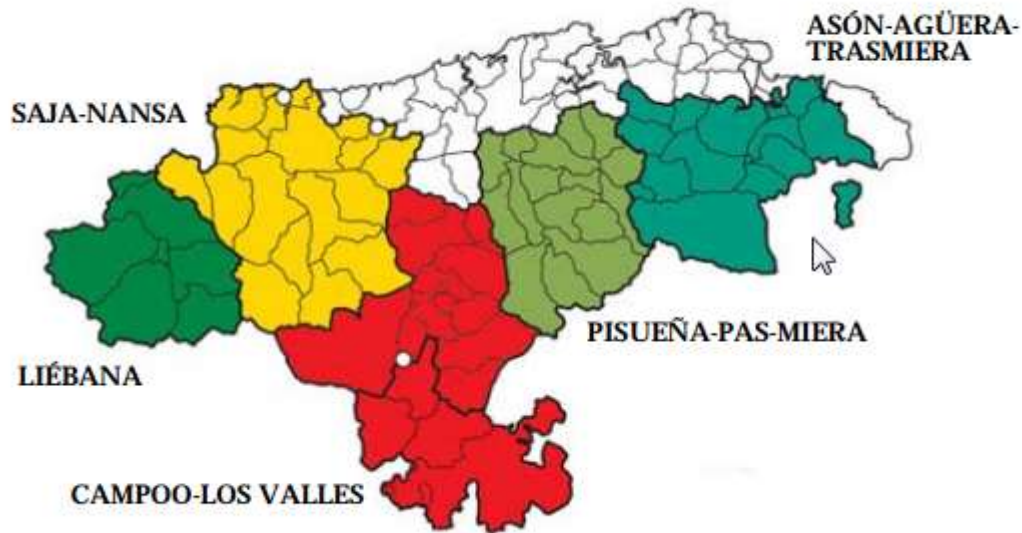 ASÓN-AGÜERA-
TRASMIERA
SAJA-NANSA
PISUEÑA-PAS-MIERA
LIÉBANA
CAMPOO-LOS VALLES